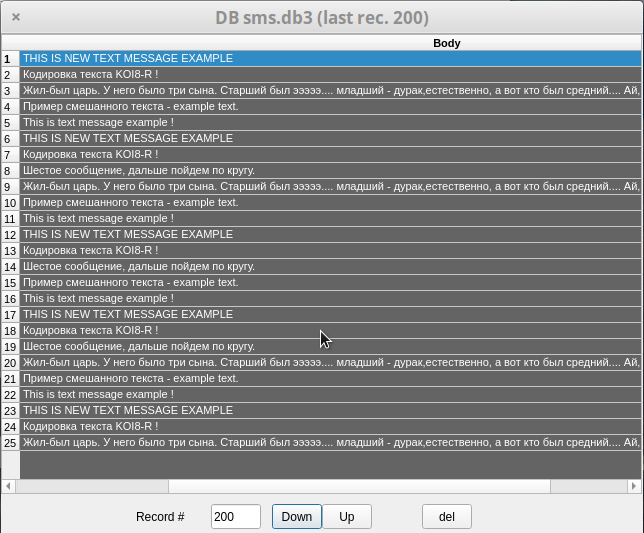 DB sms.db3 (last rec. 200)
Body
1 THIS IS NEW TEXT MESSAGE EXAMPLE
2 Кодировка текста KOI8-R !
3 Жил-был царь. У него было три сына. Старший был эээээ.... младший - дурак,естественно, а вот кто был средний.... Ай,
4 Пример смешанного текста - example text.
5 This is text message example !
6 THIS IS NEW TEXT MESSAGE EXAMPLE
7 Кодировка текста KOI8-R !
8 Шестое сообщение, дальше пойдем по кругу.
9 Жил-был царь. У него было три сына. Старший был эээээ.... младший - дурак,естественно, а вот кто был средний.... Ай,
10 Пример смешанного текста - example text.
11 This is text message example !
12 THIS IS NEW TEXT MESSAGE EXAMPLE
13 Кодировка текста KOI8-R !
14 Шестое сообщение, дальше пойдем по кругу.
15 Пример смешанного текста - example text.
16 This is text message example !
17 THIS IS NEW TEXT MESSAGE EXAMPLE
18 Кодировка текста KOI8-R !
19 Шестое сообщение, дальше пойдем по кругу.
20 Жил-был царь. У него было три сына. Старший был эээээ.... младший - дурак,естественно, а вот кто был средний.... Ай,
21 Пример смешанного текста - example text.
22 This is text message example !
23 THIS IS NEW TEXT MESSAGE EXAMPLE
24 Кодировка текста KOI8-R !
25 Жил-был царь. У него было три сына. Старший был эээээ.... младший - дурак,естественно, а вот кто был средний.... Ай,
Record # 200 Down Up del